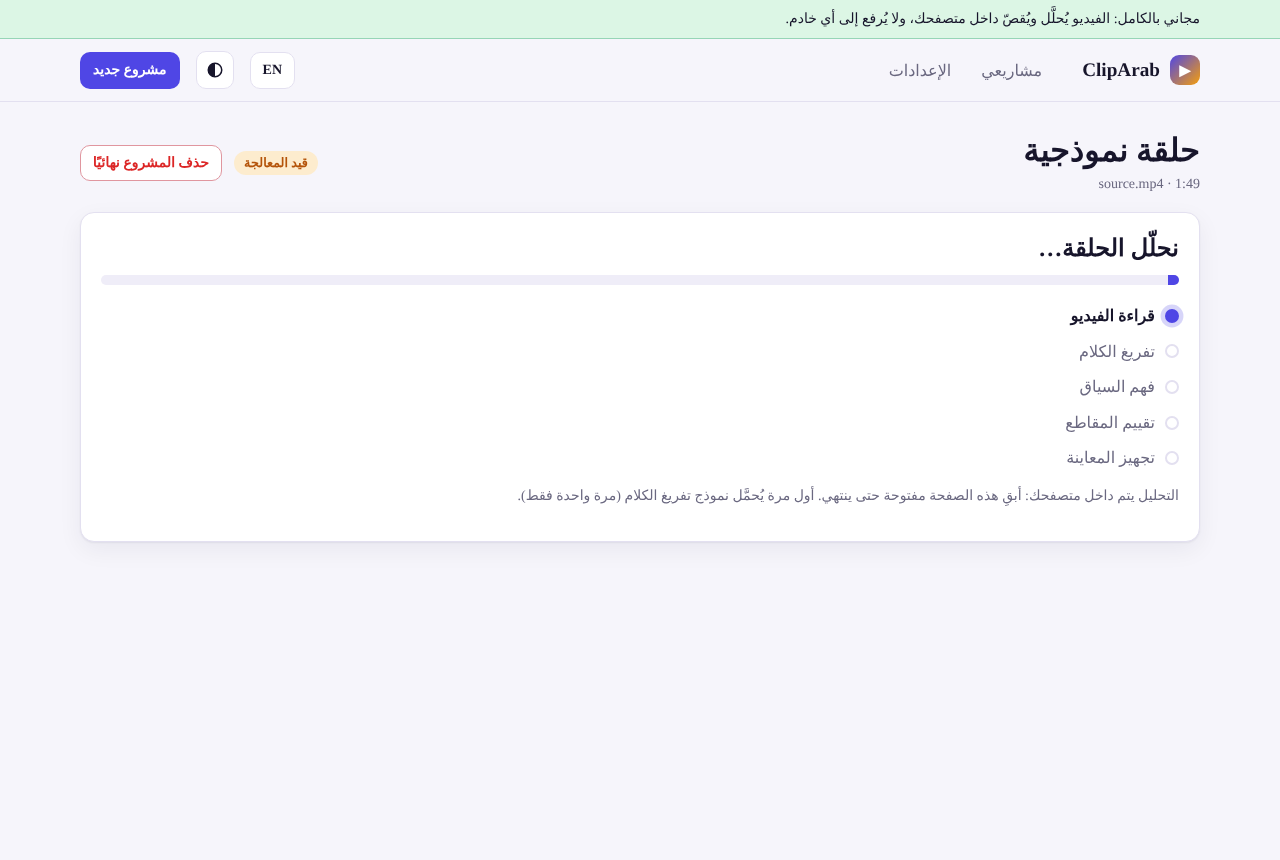 مجاني بالكامل: الفيديو يُحلَّل ويُقصّ داخل متصفحك، ولا يُرفع إلى أي خادم.
ClipArab
مشاريعي
الإعدادات
EN
مشروع جديد
حلقة نموذجية
source.mp4 · 1:49
قيد المعالجة
حذف المشروع نهائيًا
نحلّل الحلقة…
قراءة الفيديو
تفريغ الكلام
فهم السياق
تقييم المقاطع
تجهيز المعاينة
التحليل يتم داخل متصفحك: أبقِ هذه الصفحة مفتوحة حتى ينتهي. أول مرة يُحمَّل نموذج تفريغ الكلام (مرة واحدة فقط).